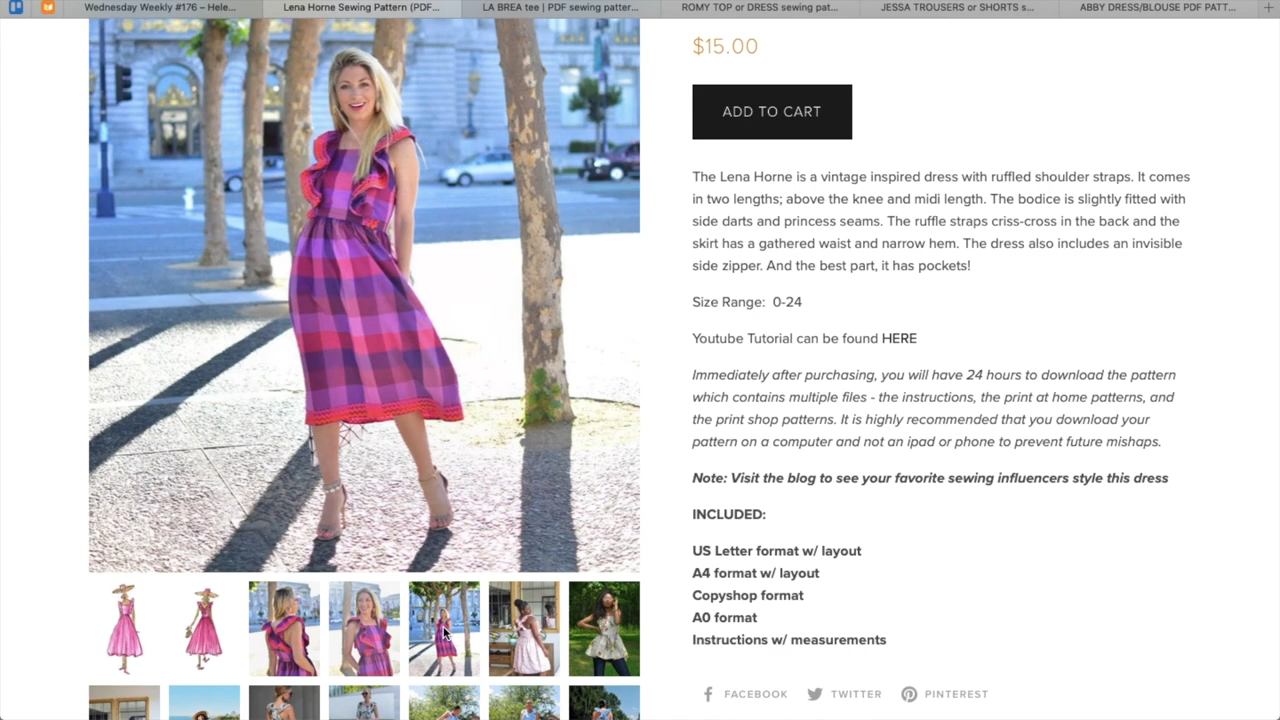 Wednesday Weekly #176 – Hele...
Lena Horne Sewing Pattern (PDF...
LA BREA tee | PDF sewing patter...
ROMY TOP or DRESS sewing pat...
JESSA TROUSERS or SHORTS s...
ABBY DRESS/BLOUSE PDF PATT...
$15.00
ADD TO CART
The Lena Horne is a vintage inspired dress with ruffled shoulder straps. It comes
in two lengths; above the knee and midi length. The bodice is slightly fitted with
side darts and princess seams. The ruffle straps criss-cross in the back and the
skirt has a gathered waist and narrow hem. The dress also includes an invisible
side zipper. And the best part, it has pockets!
Size Range:  0-24
Youtube Tutorial can be found HERE
Immediately after purchasing, you will have 24 hours to download the pattern
which contains multiple files - the instructions, the print at home patterns, and
the print shop patterns. It is highly recommended that you download your
pattern on a computer and not an ipad or phone to prevent future mishaps.
Note: Visit the blog to see your favorite sewing influencers style this dress
INCLUDED:
US Letter format w/ layout
A4 format w/ layout
Copyshop format
A0 format
Instructions w/ measurements
FACEBOOK
TWITTER
PINTEREST